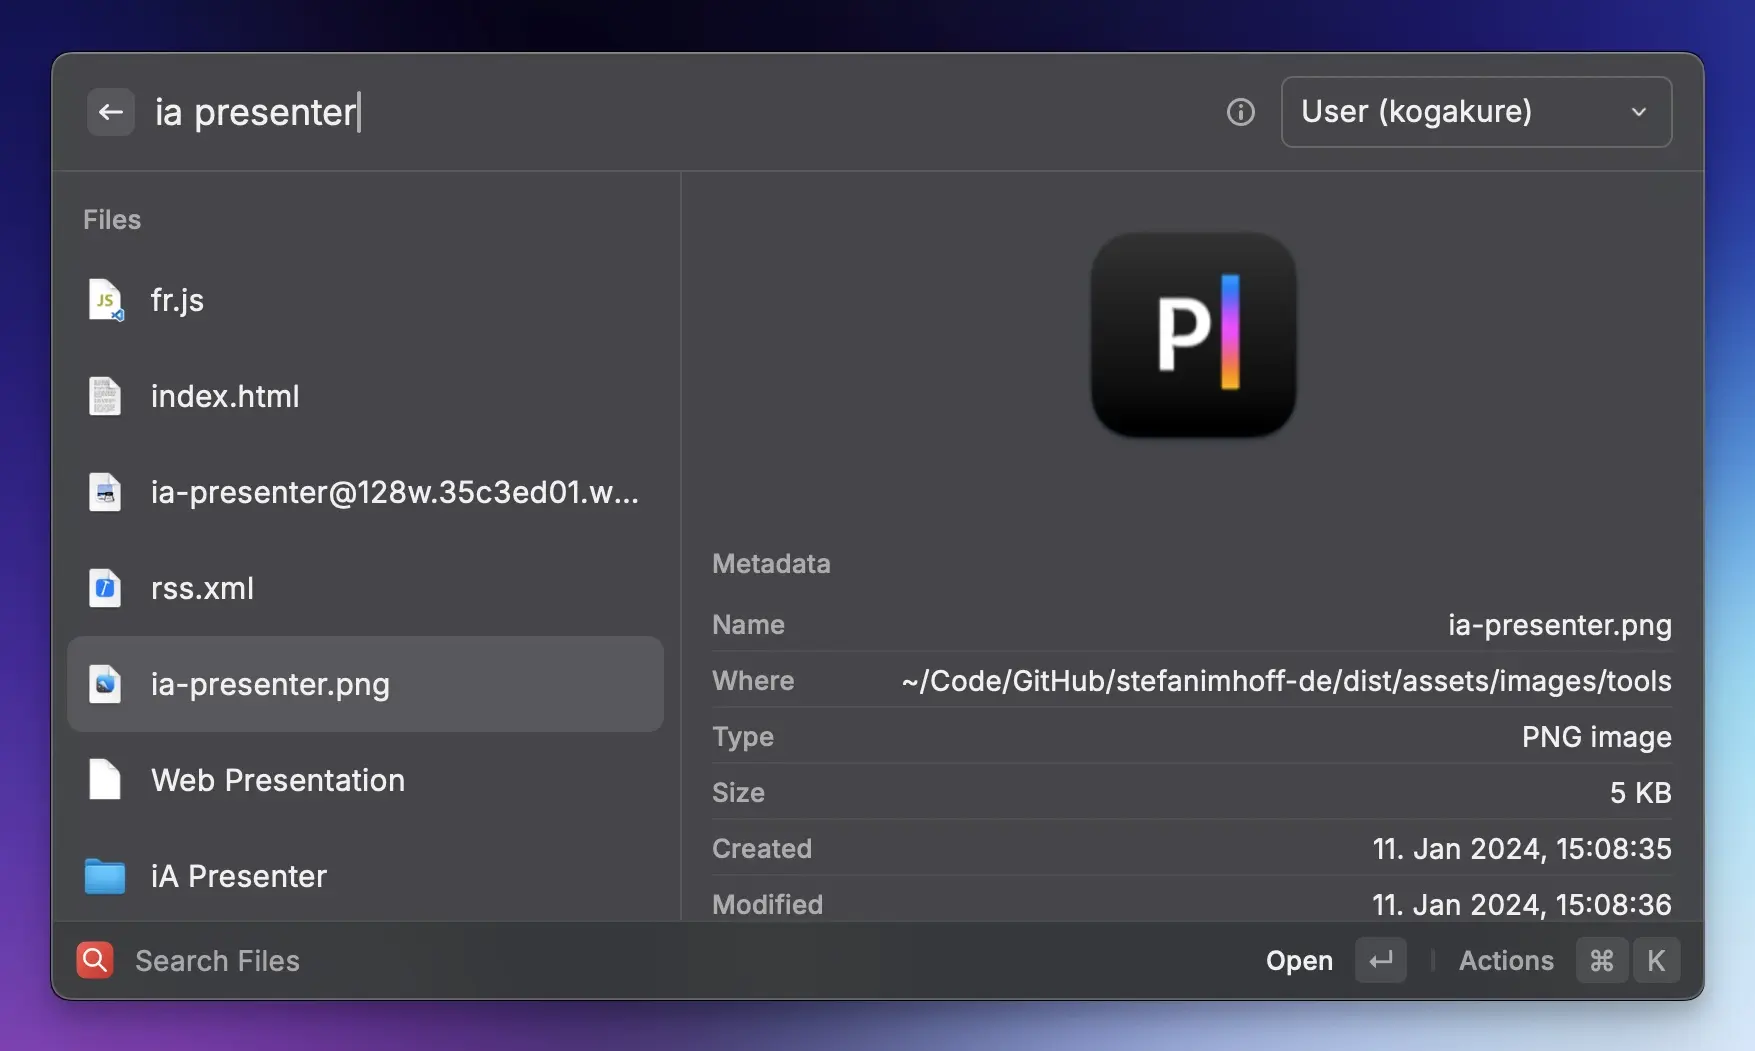 ia presenter
User (kogakure)
Files
JS fr.js
index.html
ia-presenter@128w.35c3ed01.w...
rss.xml
ia-presenter.png
Web Presentation
iA Presenter
P
Metadata
Name ia-presenter.png
Where ~/Code/GitHub/stefanimhoff-de/dist/assets/images/tools
Type PNG image
Size 5 KB
Created 11. Jan 2024, 15:08:35
Modified 11. Jan 2024, 15:08:36
Search Files Open ↵ Actions ⌘ K